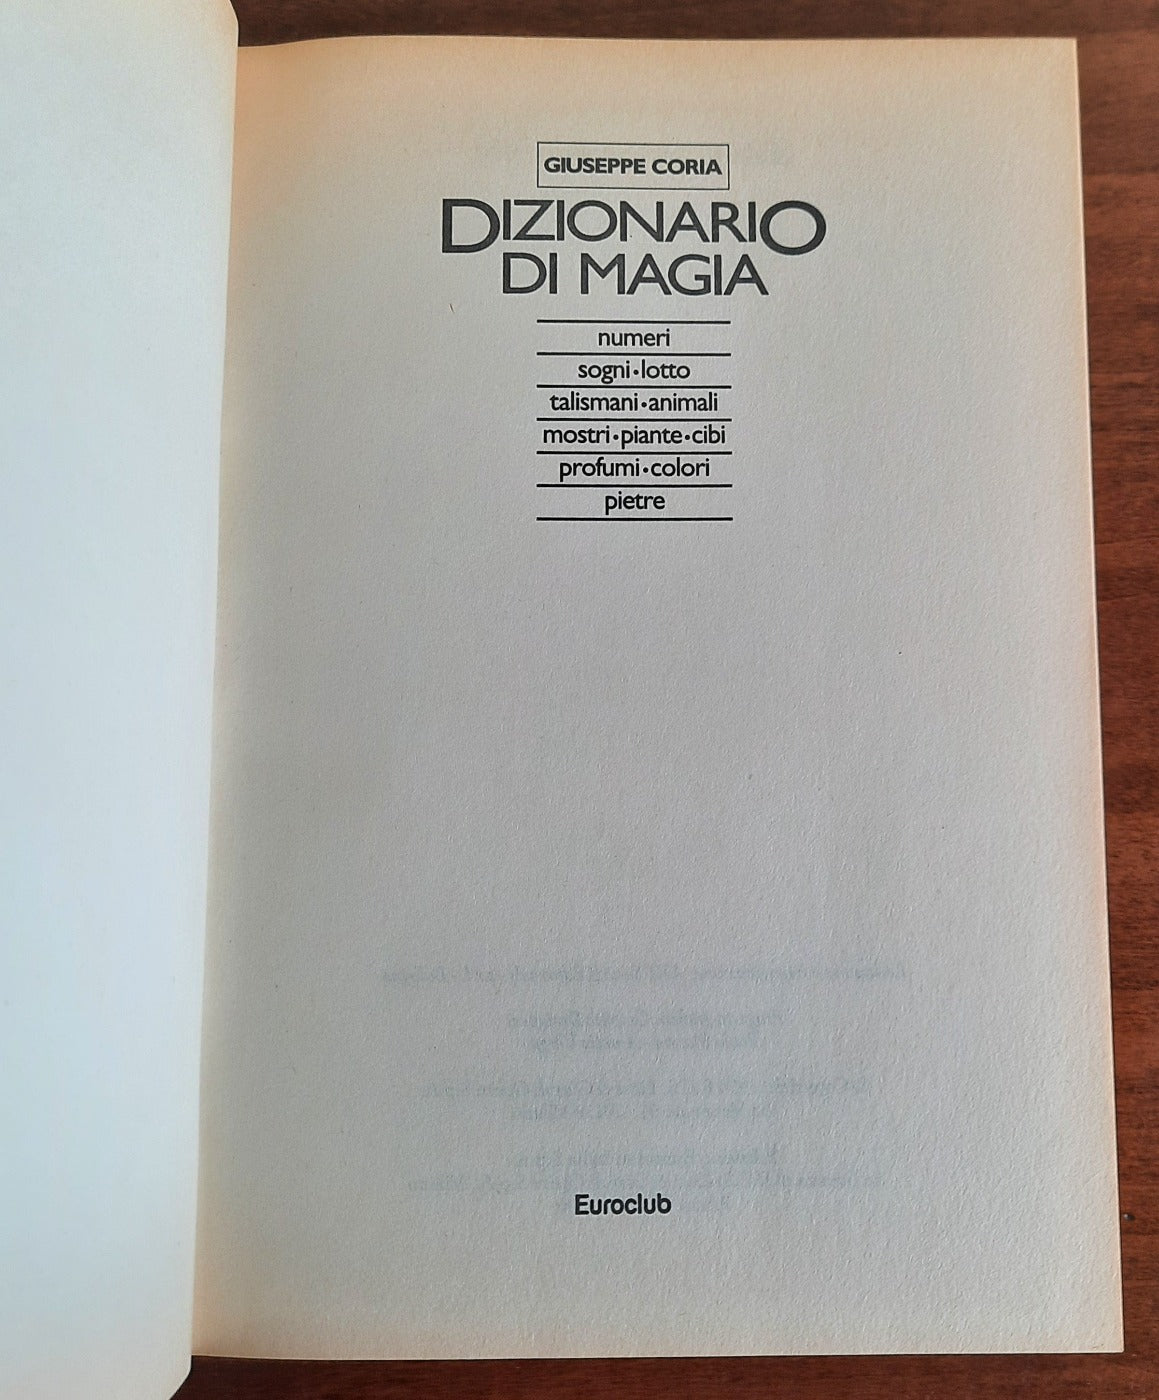 GIUSEPPE CORIA
DIZIONARIO
DI MAGIA
numeri
sogni•lotto
talismani•animali
mostri•piante•cibi
profumi•colori
pietre
Euroclub